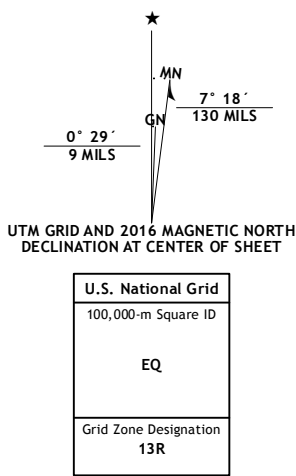 ★
MN
7° 18´
130 MILS
GN
0° 29´
9 MILS
UTM GRID AND 2016 MAGNETIC NORTH
DECLINATION AT CENTER OF SHEET
U.S. National Grid
100,000-m Square ID
EQ
Grid Zone Designation
13R